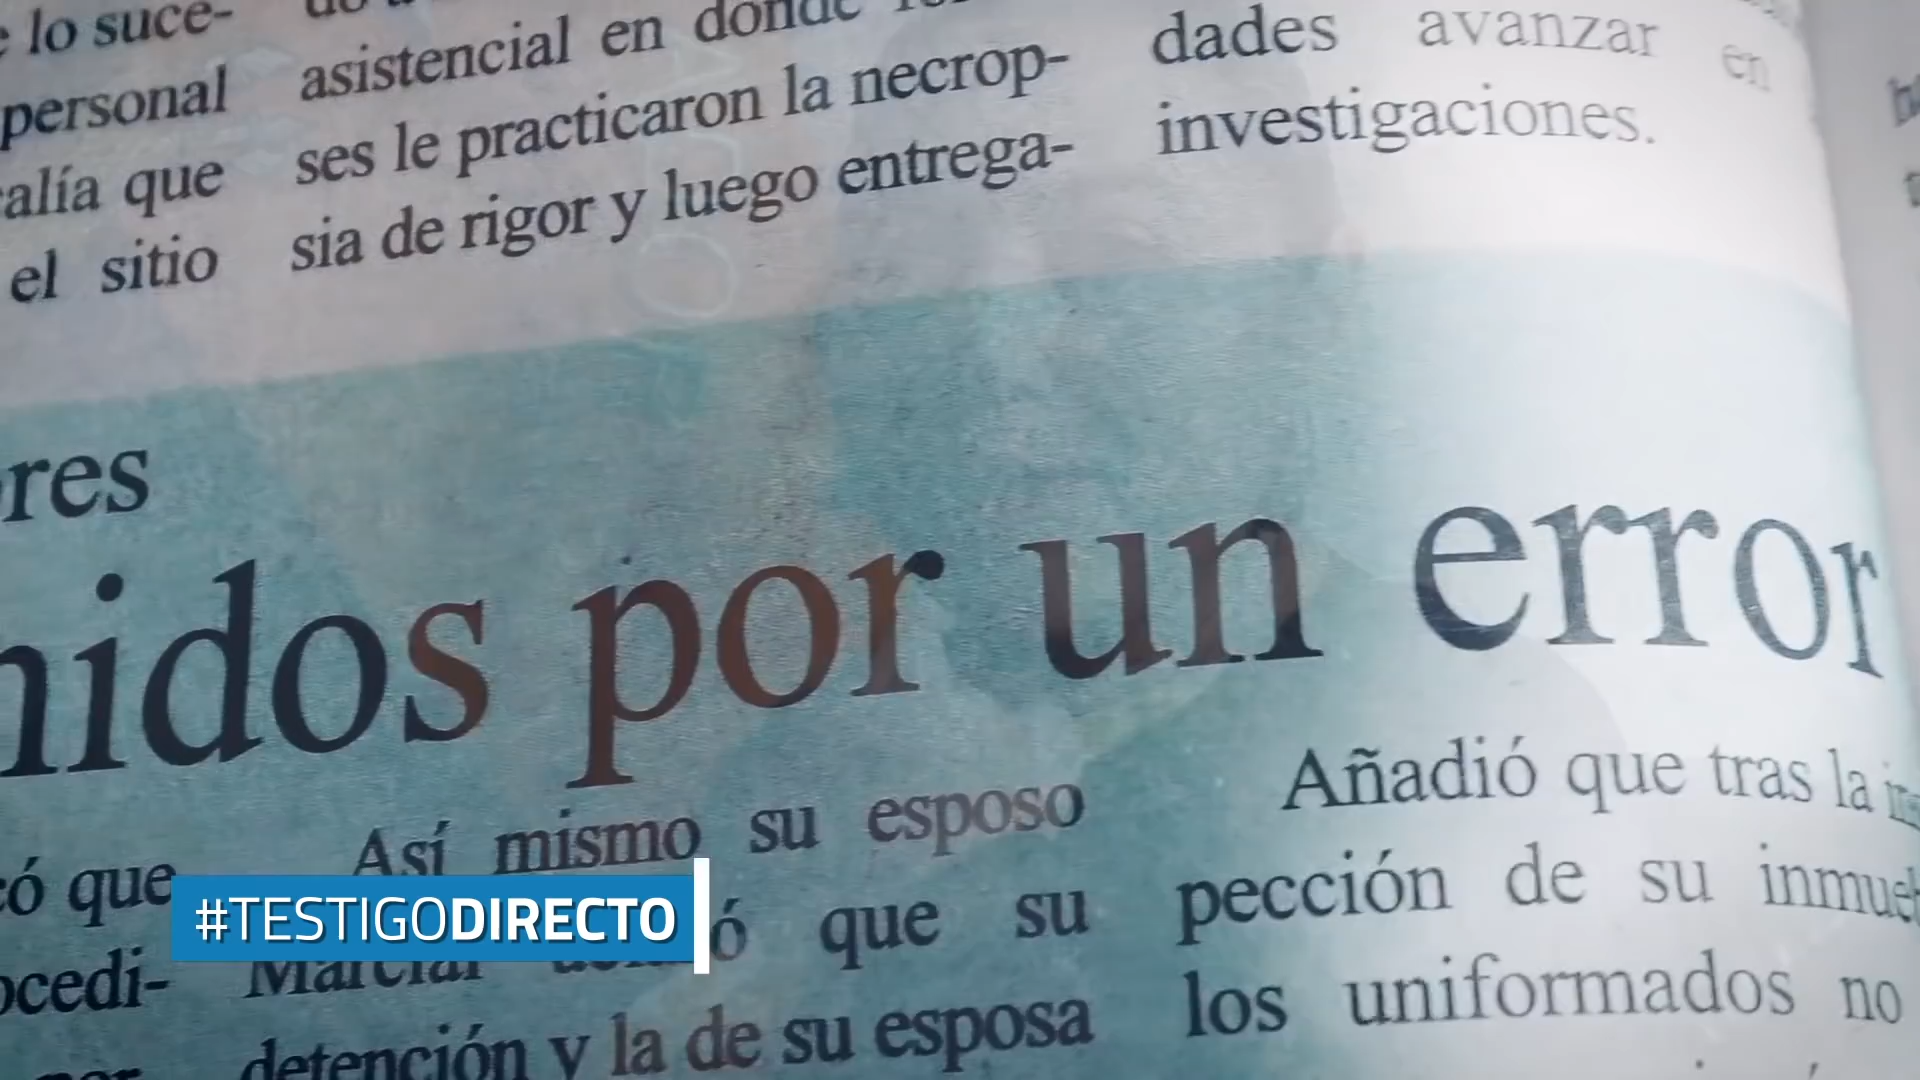 lo suce-
personal
alía que
el sitio
asistencial en donde
ses le practicaron la necrop-
sia de rigor y luego entrega-
dades avanzar en
investigaciones.
res
nidos por un error
ó que
ocedi-
Así mismo su esposo
ó que su
detención y la de su esposa
Añadió que tras la
pección de su inmue
los uniformados no
#TESTIGODIRECTO